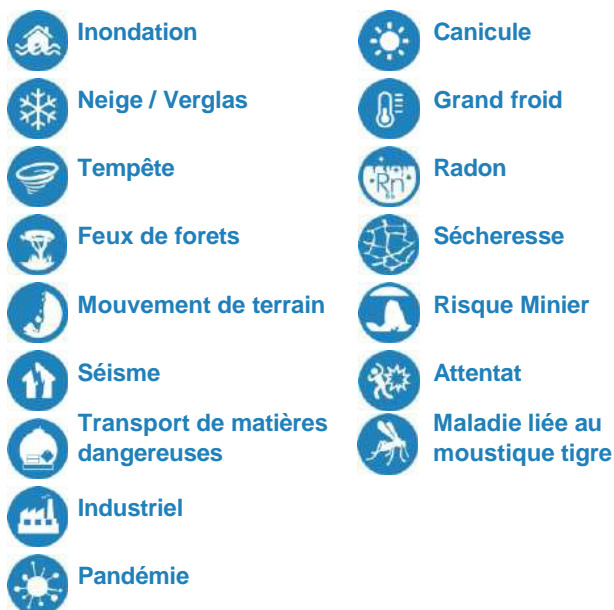 Inondation
Neige / Verglas
Tempête
Feux de forets
Mouvement de terrain
Séisme
Transport de matières
dangereuses
Industriel
Pandémie
Canicule
Grand froid
Rn
Radon
Sécheresse
Risque Minier
Attentat
Maladie liée au
moustique tigre